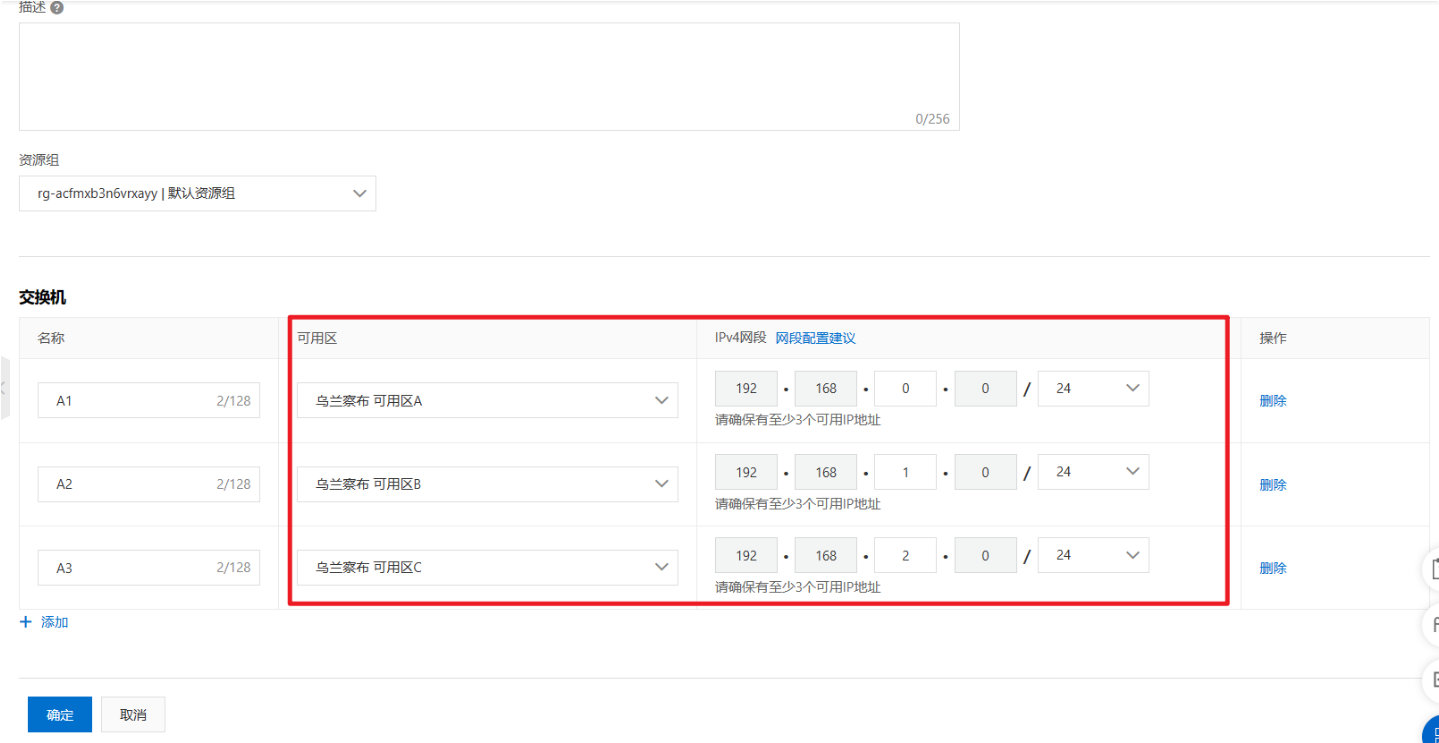 描述 ?
0/256
资源组
rg-acfmxb3n6vrxayy | 默认资源组
交换机
名称 可用区 IPv4网段 网段配置建议 操作
A1 2/128 乌兰察布 可用区A 192 · 168 · 0 · 0 / 24 删除
请确保有至少3个可用IP地址
A2 2/128 乌兰察布 可用区B 192 · 168 · 1 · 0 / 24 删除
请确保有至少3个可用IP地址
A3 2/128 乌兰察布 可用区C 192 · 168 · 2 · 0 / 24 删除
请确保有至少3个可用IP地址
+ 添加
确定 取消